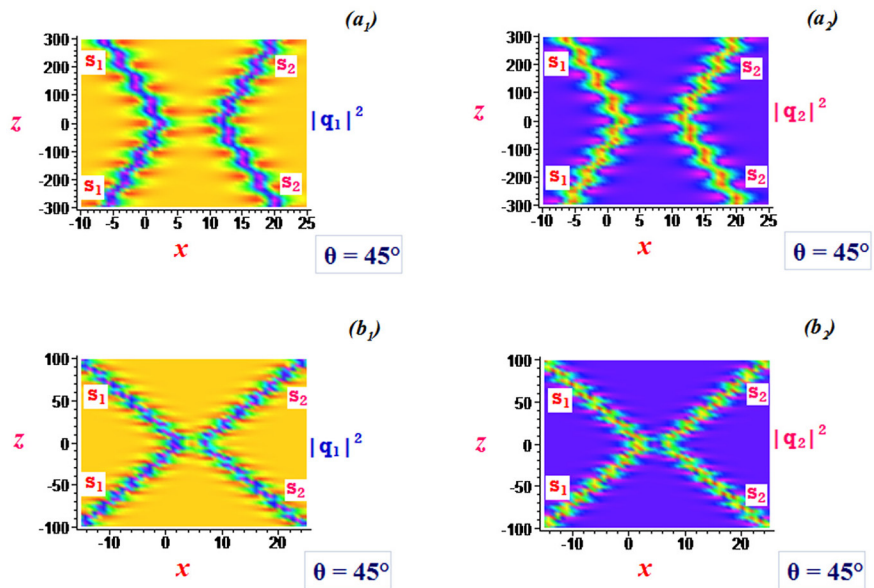 (a₁)
300
200
100
0
-100
-200
-300
z
S₁
S₂
S₁
S₂
|q₁|²
-10 -5 0 5 10 15 20 25
x
θ = 45°
(a₂)
300
200
100
0
-100
-200
-300
z
S₁
S₂
S₁
S₂
|q₂|²
-10 -5 0 5 10 15 20 25
x
θ = 45°
(b₁)
100
50
0
-50
-100
z
S₁
S₂
S₁
S₂
|q₁|²
-10 0 10 20
x
θ = 45°
(b₂)
100
50
0
-50
-100
z
S₁
S₂
S₁
S₂
|q₂|²
-10 0 10 20
x
θ = 45°